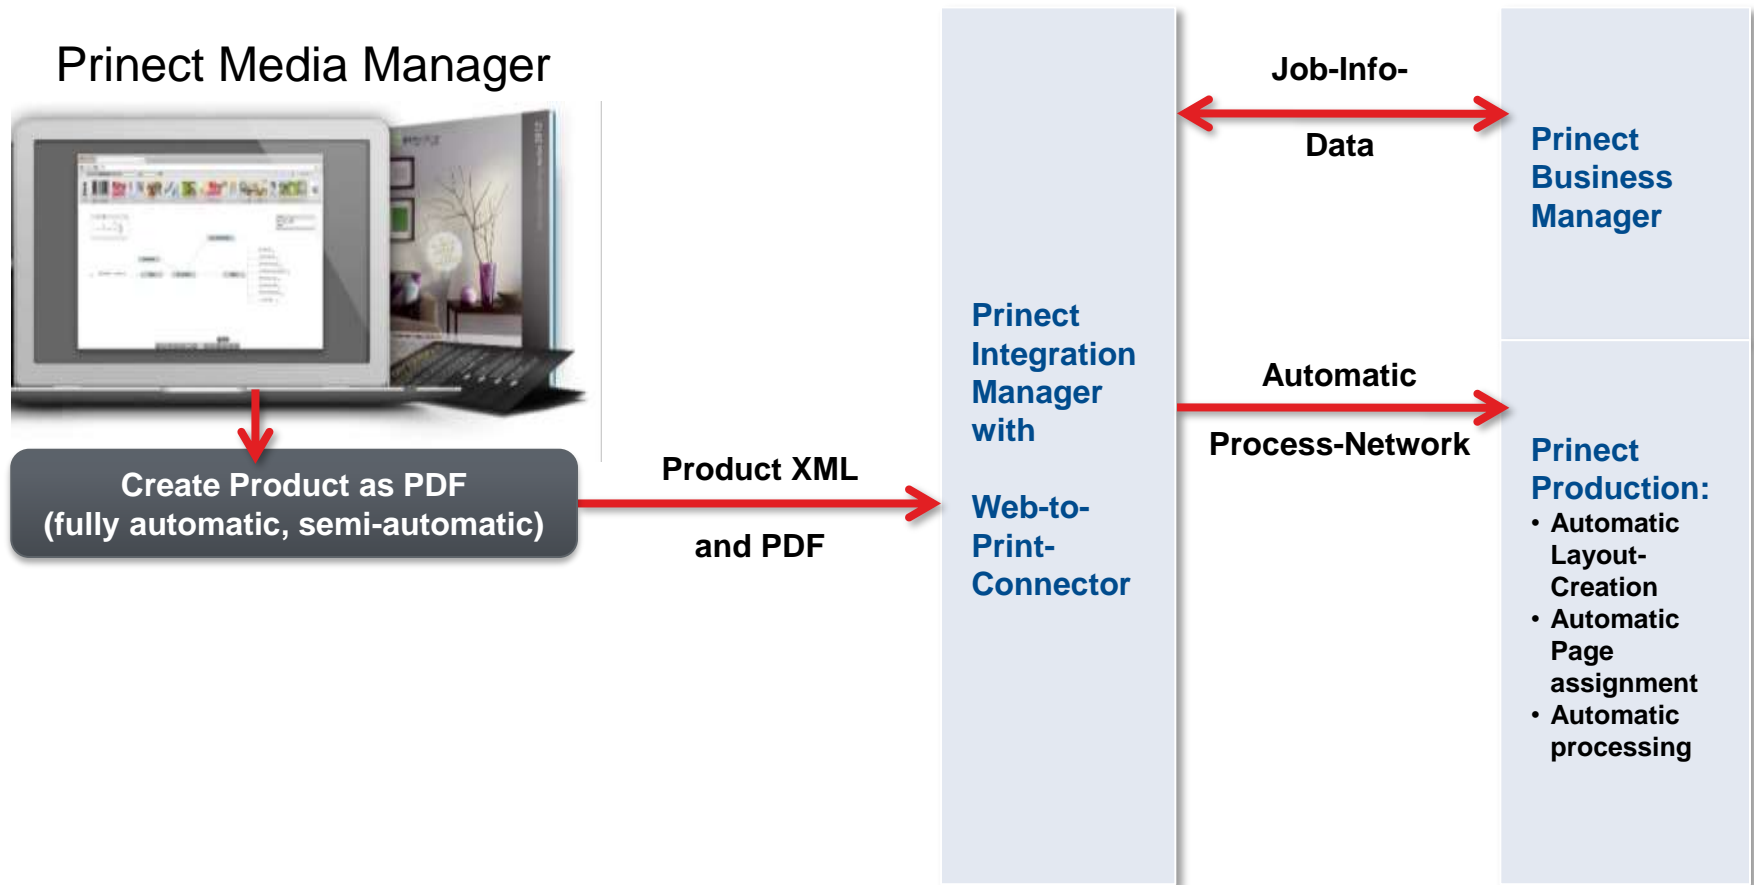 Prinect Media Manager
Create Product as PDF
(fully automatic, semi-automatic)
Product XML
and PDF
Prinect
Integration
Manager
with
Web-to-
Print-
Connector
Job-Info-
Data
Automatic
Process-Network
Prinect
Business
Manager
Prinect
Production:
• Automatic
Layout-
Creation
• Automatic
Page
assignment
• Automatic
processing